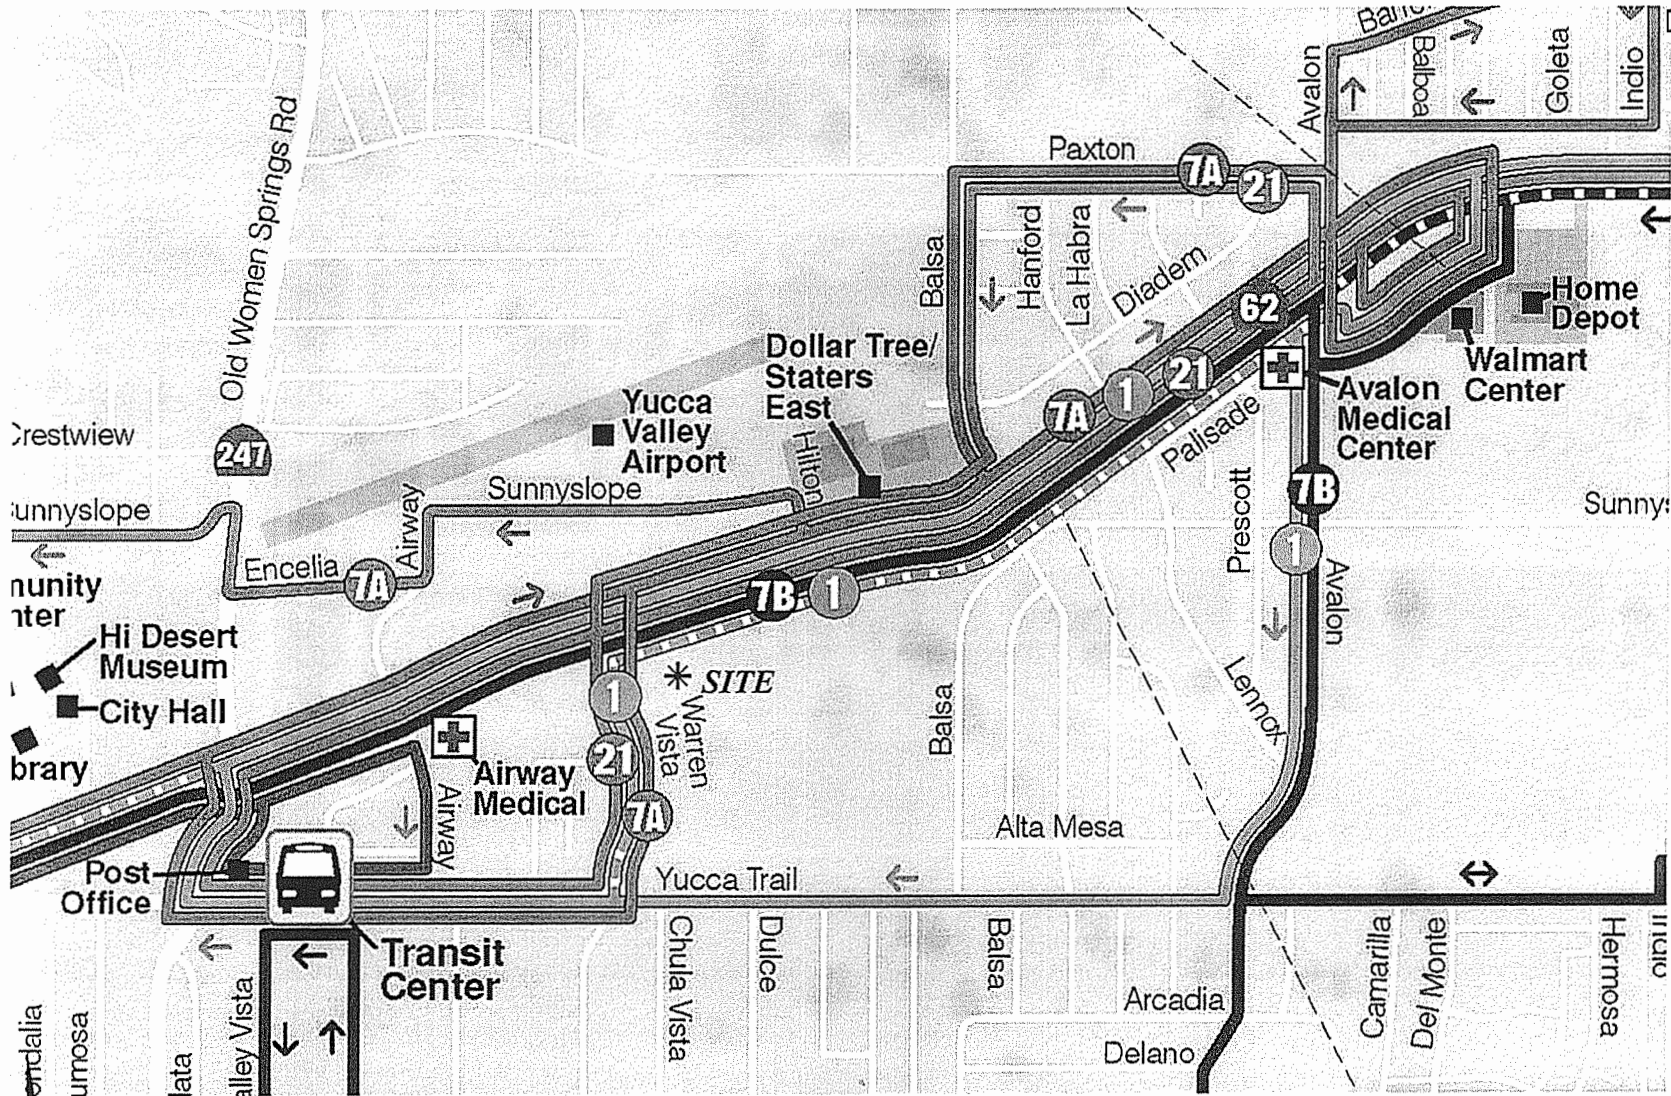 Avalon
Balboa
Goleta
Indio
Paxton
7A
21
Old Women Springs Rd
Balsa
Hanford
La Habra
Diadem
62
Home
Depot
Walmart
Center
Dollar Tree/
Staters
East
Yucca
Valley
Airport
Hilton
7A
1
21
Palisade
Avalon
Medical
Center
Crestwiew
247
Sunnyslope
Sunnyslope
Airway
Encelia
7A
Prescott
7B
1
Avalon
7B
1
Hi Desert
Museum
City Hall
SITE
1
Warren
Vista
21
7A
Balsa
Lennox
Airway
Medical
Airway
Alta Mesa
Post
Office
Yucca Trail
Transit
Center
Chula Vista
Dulce
Balsa
Arcadia
Delano
Camarilla
Del Monte
Hermosa